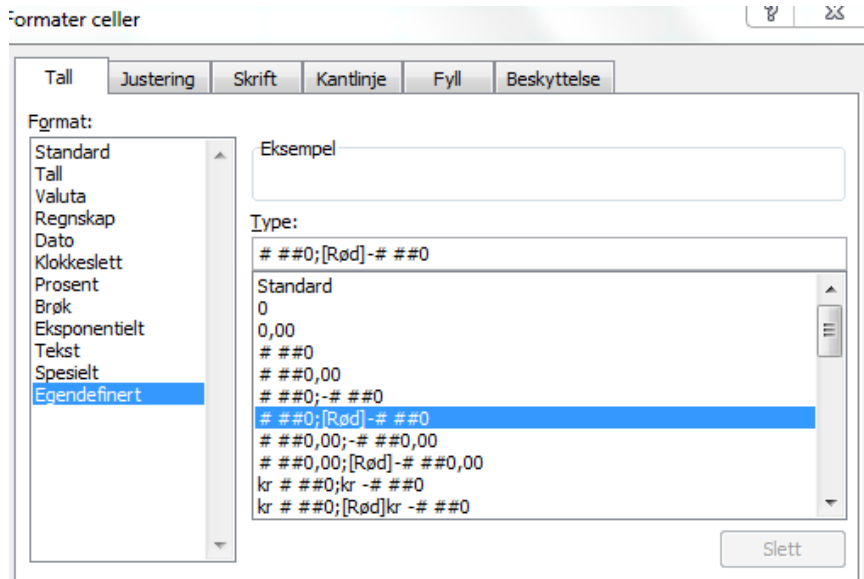 Formater celler
Tall Justering Skrift Kantlinje Fyll Beskyttelse
Format:
Standard
Tall
Valuta
Regnskap
Dato
Klokkeslett
Prosent
Brøk
Eksponentielt
Tekst
Spesielt
Egendefinert
Eksempel
Type:
# ##0;[Rød]-# ##0
Standard
0
0,00
# ##0
# ##0,00
# ##0;-# ##0
# ##0;[Rød]-# ##0
# ##0,00;-# ##0,00
# ##0,00;[Rød]-# ##0,00
kr # ##0;kr -# ##0
kr # ##0;[Rød]kr -# ##0
Slett